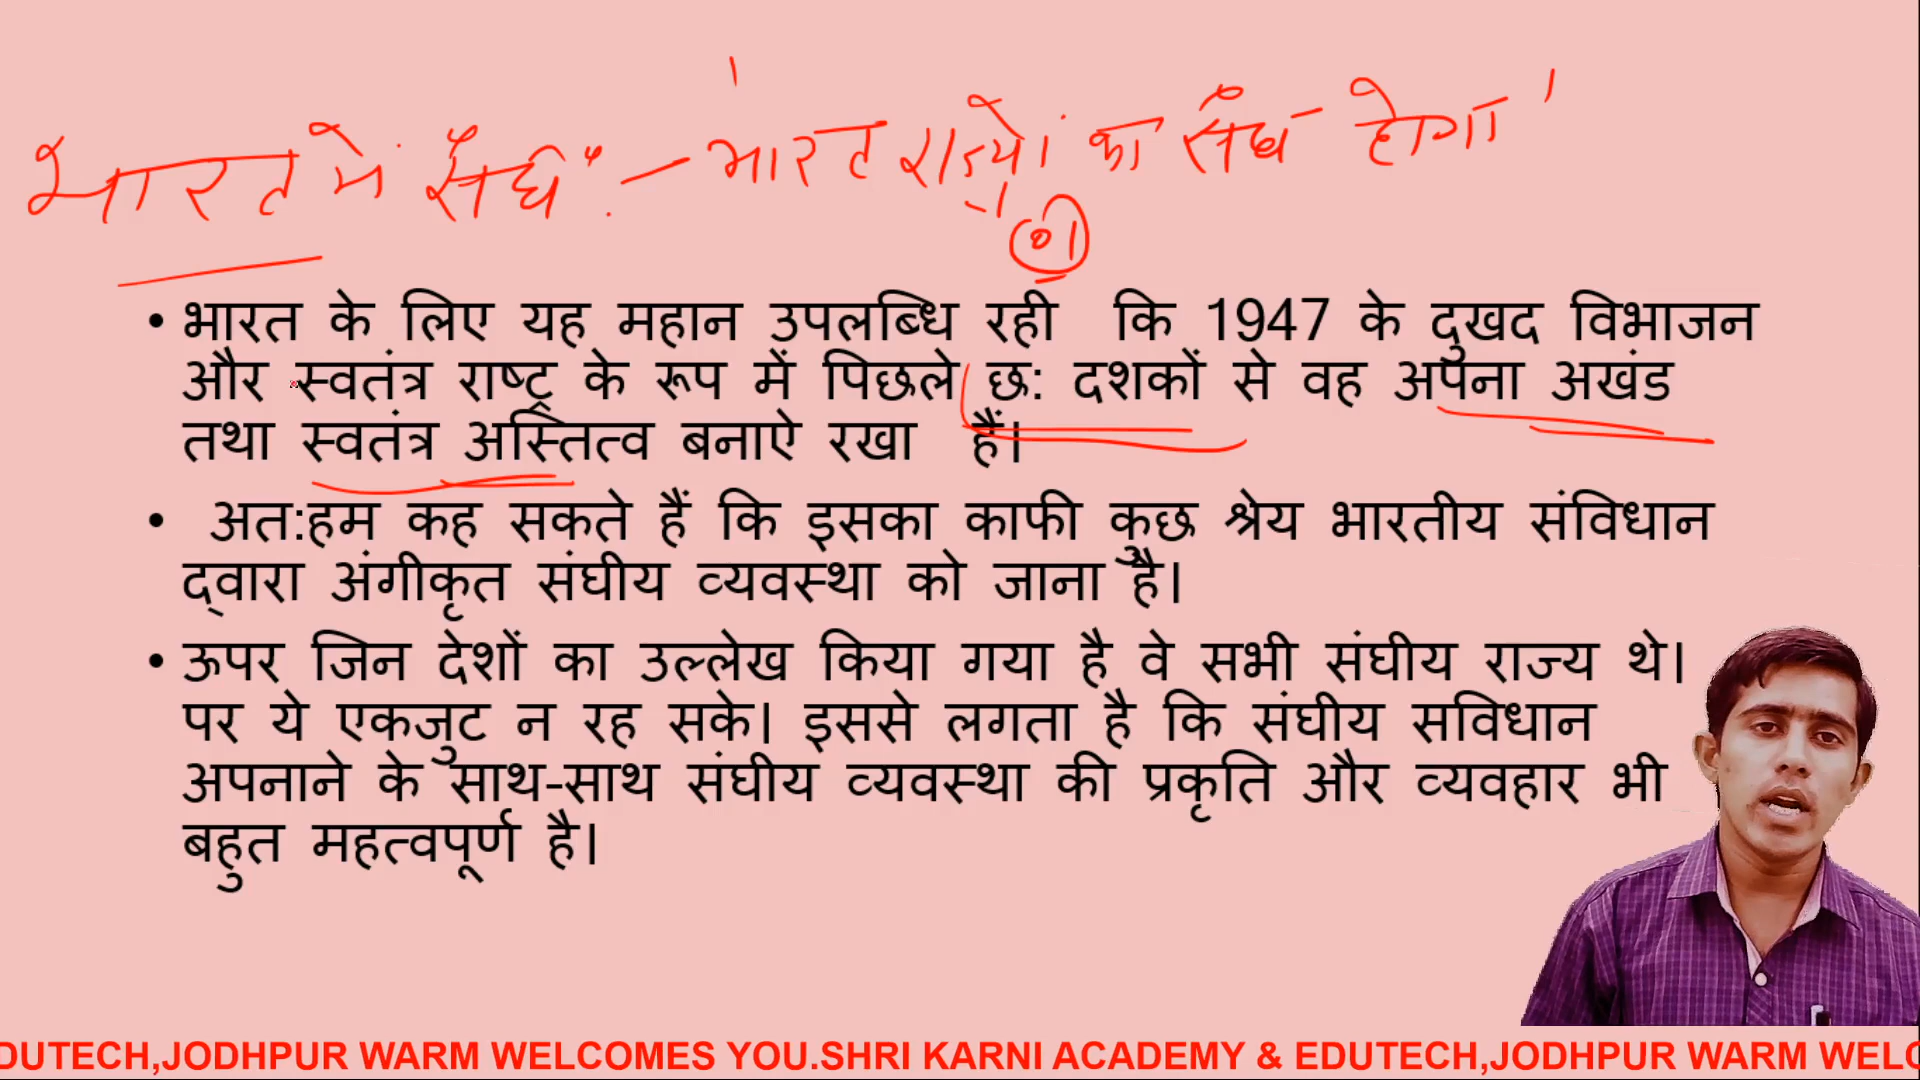 भारत में संघ :- 'भारत राज्यों का संघ होगा'
01
• भारत के लिए यह महान उपलब्धि रही कि 1947 के दुखद विभाजन
और स्वतंत्र राष्ट्र के रूप में पिछले छ: दशकों से वह अपना अखंड
तथा स्वतंत्र अस्तित्व बनाऐ रखा हैं।
• अत:हम कह सकते हैं कि इसका काफी कुछ श्रेय भारतीय संविधान
द्वारा अंगीकृत संघीय व्यवस्था को जाना है।
• ऊपर जिन देशों का उल्लेख किया गया है वे सभी संघीय राज्य थे।
पर ये एकजुट न रह सके। इससे लगता है कि संघीय सविधान
अपनाने के साथ-साथ संघीय व्यवस्था की प्रकृति और व्यवहार भी
बहुत महत्वपूर्ण है।
DUTECH,JODHPUR WARM WELCOMES YOU.SHRI KARNI ACADEMY & EDUTECH,JODHPUR WARM WELC